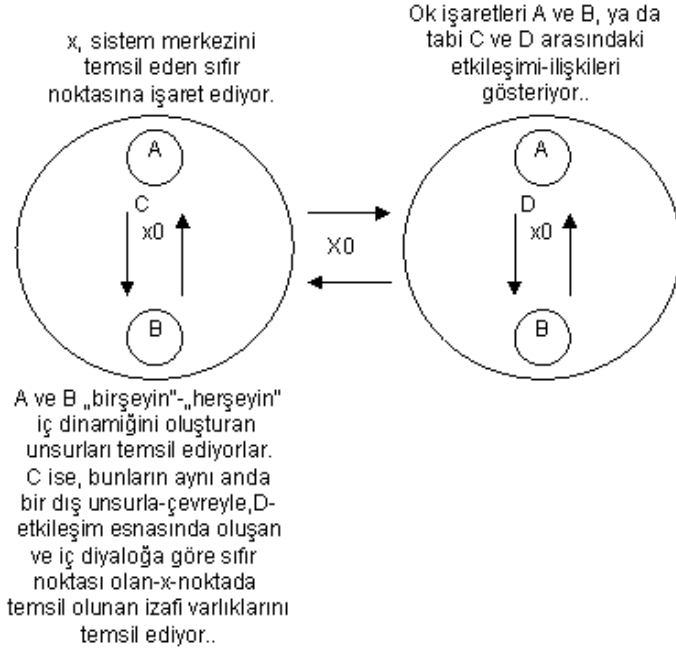 x, sistem merkezini
temsil eden sıfır
noktasına işaret ediyor.
Ok işaretleri A ve B, ya da
tabi C ve D arasındaki
etkileşimi-ilişkileri
gösteriyor..
A
C
x0
B
X0
A
D
x0
B
A ve B „birşeyin"-„herşeyin"
iç dinamiğini oluşturan
unsurları temsil ediyorlar.
C ise, bunların aynı anda
bir dış unsurla-çevreyle,D-
etkileşim esnasında oluşan
ve iç diyaloğa göre sıfır
noktası olan-x-noktada
temsil olunan izafi varlıklarını
temsil ediyor..